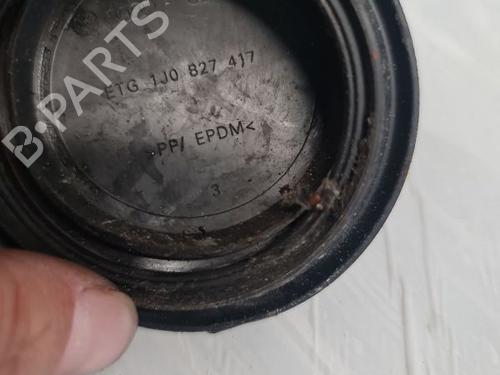 ETG 1J0 827 417
>PP/ EPDM<
3
B-PARTS